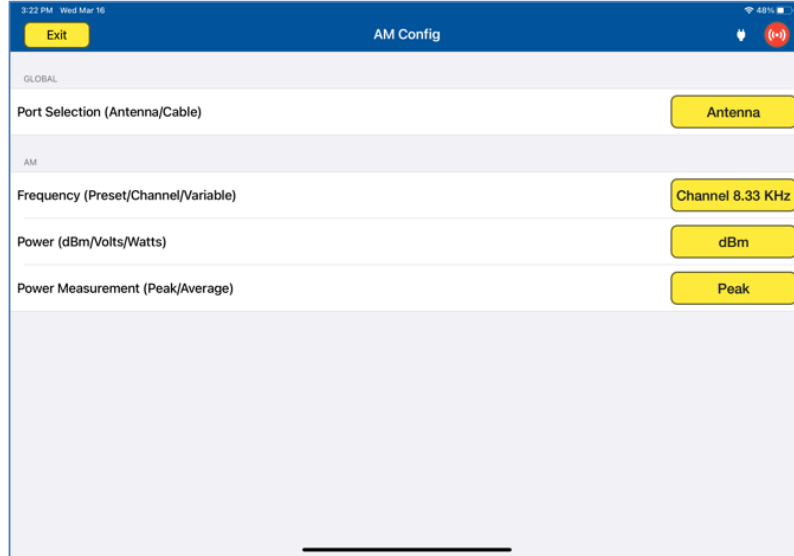 3:22 PM Wed Mar 16 48%
Exit AM Config
GLOBAL
Port Selection (Antenna/Cable) Antenna
AM
Frequency (Preset/Channel/Variable) Channel 8.33 KHz
Power (dBm/Volts/Watts) dBm
Power Measurement (Peak/Average) Peak